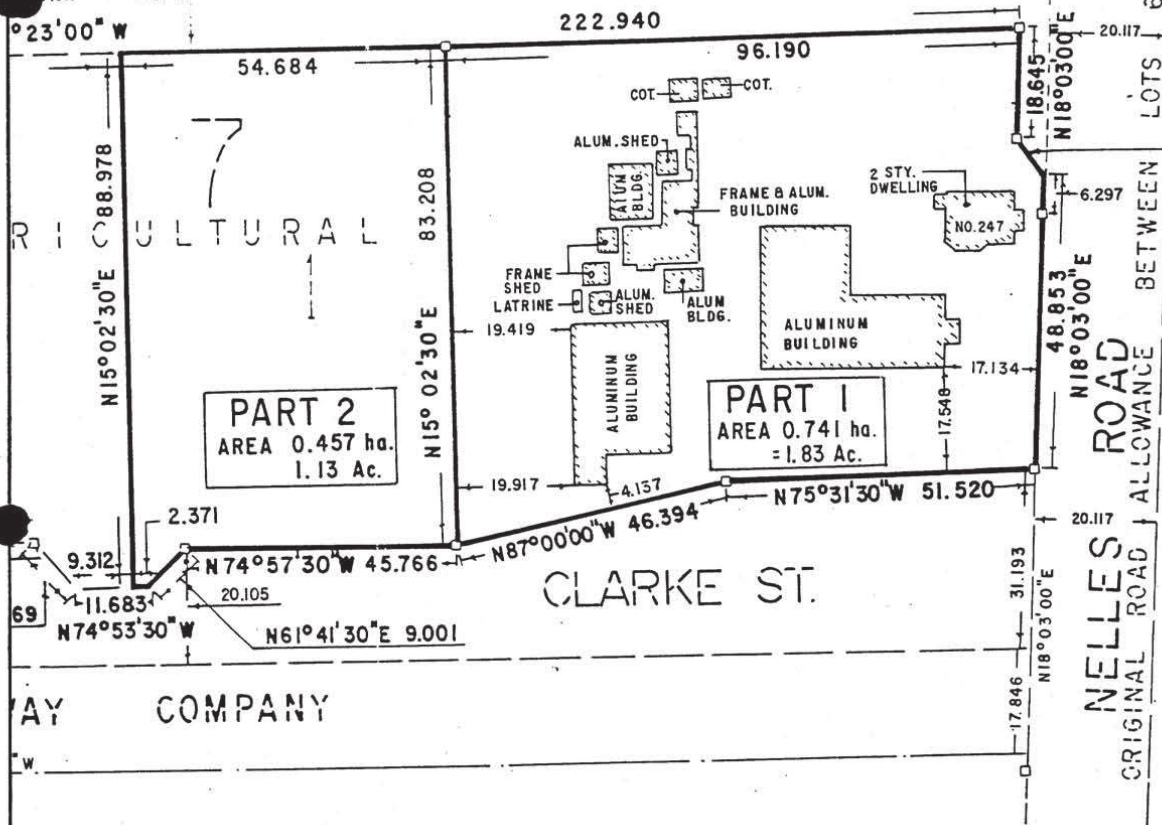 222.940
°23'00" W
54.684
96.190
18.645
N18°03'00"E
20.117
LOTS
BETWEEN
COT.
COT.
7
88.978
83.208
ALUM. SHED
ALUM
BLDG.
FRAME & ALUM.
BUILDING
2 STY.
DWELLING
NO.247
6.297
RICULTURAL
1
FRAME
SHED
LATRINE
ALUM.
SHED
ALUM
BLDG.
N15°02'30"E
N15° 02'30"E
19.419
ALUMINUM
BUILDING
ALUMINUM
BUILDING
17.134
17.548
48.853
N18°03'00"E
PART 2
AREA 0.457 ha.
1.13 Ac.
PART 1
AREA 0.741 ha.
=1.83 Ac.
19.917
4.137
N75°31'30"W 51.520
N87°00'00"W 46.394
2.371
9.312
N74°57'30"W 45.766
20.117
11.683
20.105
69
N74°53'30"W
N61°41'30"E 9.001
CLARKE ST.
31.193
N18°03'00"E
17.846
NELLES ROAD
ORIGINAL ROAD ALLOWANCE
COMPANY
"W.